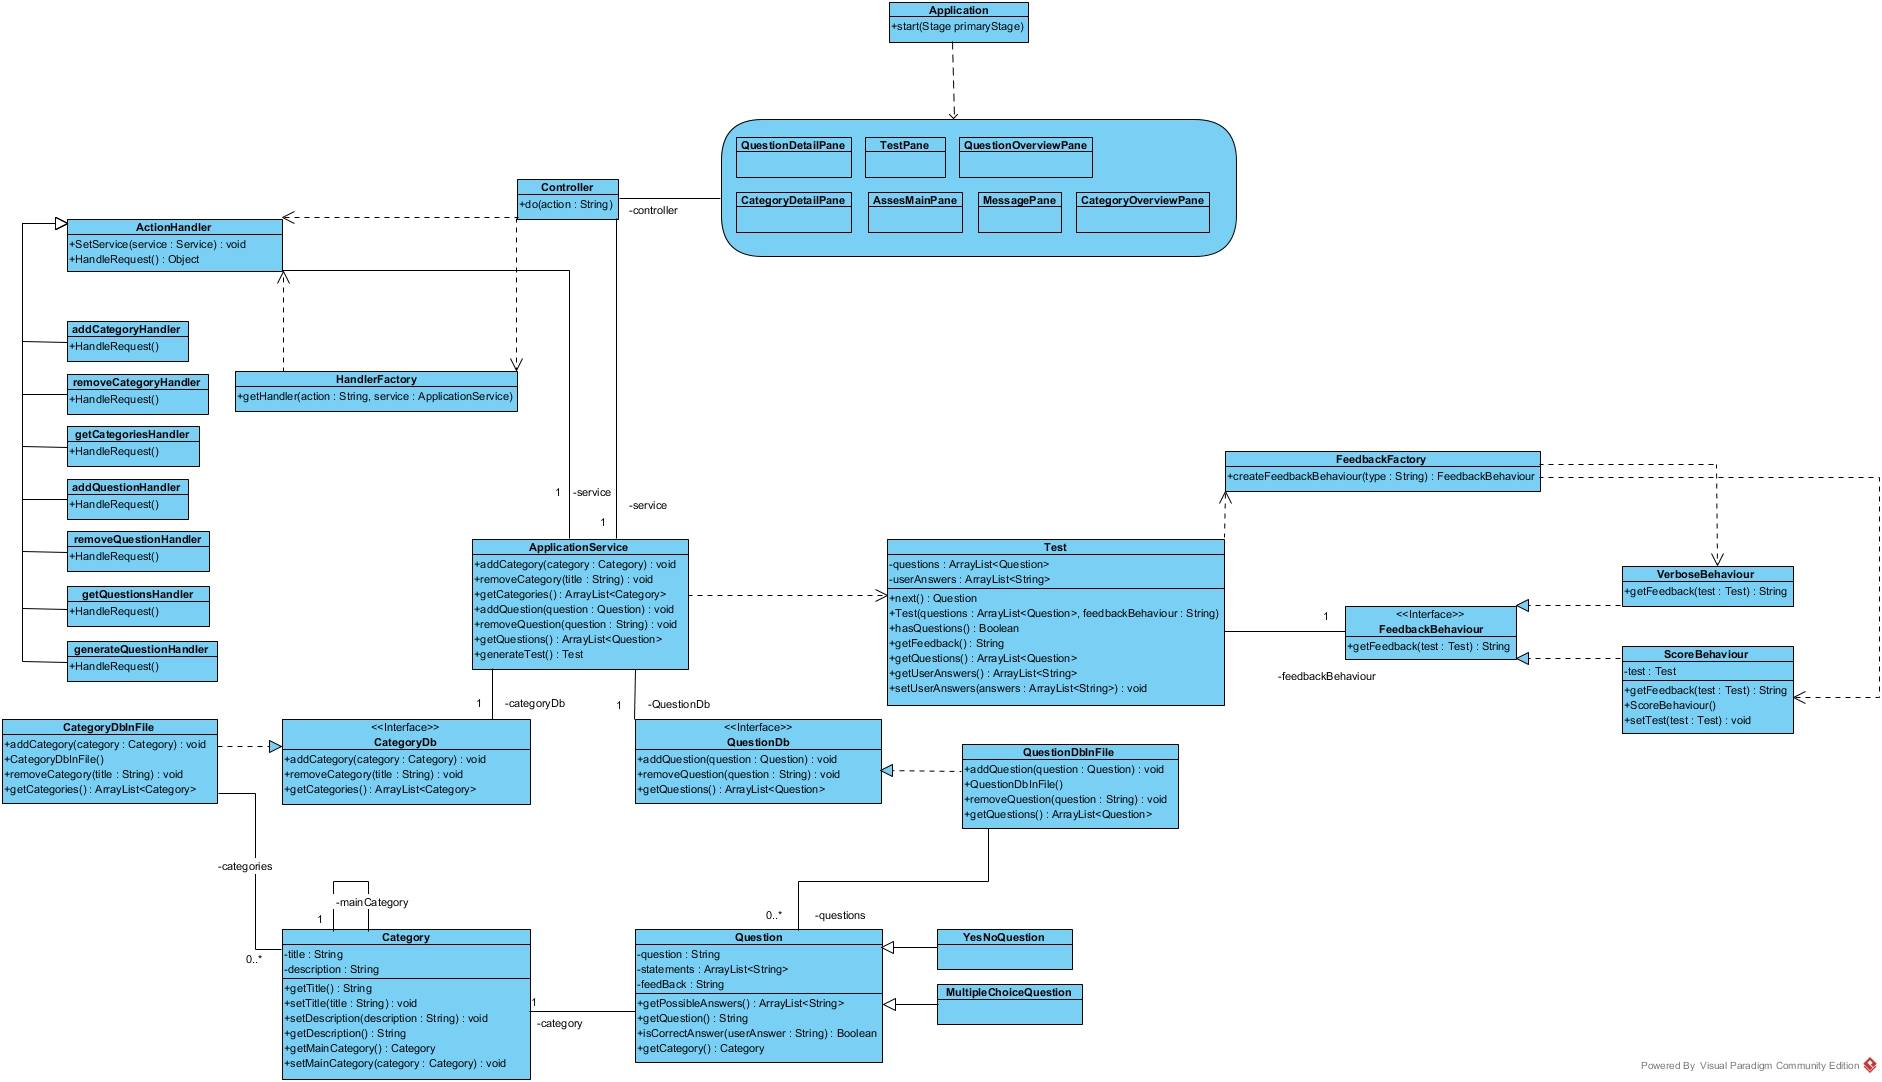 Application
+start(Stage primaryStage)
QuestionDetailPane
TestPane
QuestionOverviewPane
CategoryDetailPane
AssesMainPane
MessagePane
CategoryOverviewPane
Controller
+do(action : String)
-controller
ActionHandler
+SetService(service : Service) : void
+HandleRequest() : Object
addCategoryHandler
+HandleRequest()
removeCategoryHandler
+HandleRequest()
getCategoriesHandler
+HandleRequest()
addQuestionHandler
+HandleRequest()
removeQuestionHandler
+HandleRequest()
getQuestionsHandler
+HandleRequest()
generateQuestionHandler
+HandleRequest()
HandlerFactory
+getHandler(action : String, service : ApplicationService)
1
-service
-service
1
ApplicationService
+addCategory(category : Category) : void
+removeCategory(title : String) : void
+getCategories() : ArrayList<Category>
+addQuestion(question : Question) : void
+removeQuestion(question : String) : void
+getQuestions() : ArrayList<Question>
+generateTest() : Test
FeedbackFactory
+createFeedbackBehaviour(type : String) : FeedbackBehaviour
Test
-questions : ArrayList<Question>
-userAnswers : ArrayList<String>
+next() : Question
+Test(questions : ArrayList<Question>, feedbackBehaviour : String)
+hasQuestions() : Boolean
+getFeedback() : String
+getQuestions() : ArrayList<Question>
+getUserAnswers() : ArrayList<String>
+setUserAnswers(answers : ArrayList<String>) : void
1
-feedbackBehaviour
<<Interface>>
FeedbackBehaviour
+getFeedback(test : Test) : String
VerboseBehaviour
+getFeedback(test : Test) : String
ScoreBehaviour
-test : Test
+getFeedback(test : Test) : String
+ScoreBehaviour()
+setTest(test : Test) : void
1
-categoryDb
1
-QuestionDb
CategoryDbInFile
+addCategory(category : Category) : void
+CategoryDbInFile()
+removeCategory(title : String) : void
+getCategories() : ArrayList<Category>
<<Interface>>
CategoryDb
+addCategory(category : Category) : void
+removeCategory(title : String) : void
+getCategories() : ArrayList<Category>
<<Interface>>
QuestionDb
+addQuestion(question : Question) : void
+removeQuestion(question : String) : void
+getQuestions() : ArrayList<Question>
QuestionDbInFile
+addQuestion(question : Question) : void
+QuestionDbInFile()
+removeQuestion(question : String) : void
+getQuestions() : ArrayList<Question>
-categories
0..*
-mainCategory
1
0..*
-questions
Category
-title : String
-description : String
+getTitle() : String
+setTitle(title : String) : void
+setDescription(description : String) : void
+getDescription() : String
+getMainCategory() : Category
+setMainCategory(category : Category) : void
1
-category
Question
-question : String
-statements : ArrayList<String>
-feedBack : String
+getPossibleAnswers() : ArrayList<String>
+getQuestion() : String
+isCorrectAnswer(userAnswer : String) : Boolean
+getCategory() : Category
YesNoQuestion
MultipleChoiceQuestion
Powered By Visual Paradigm Community Edition